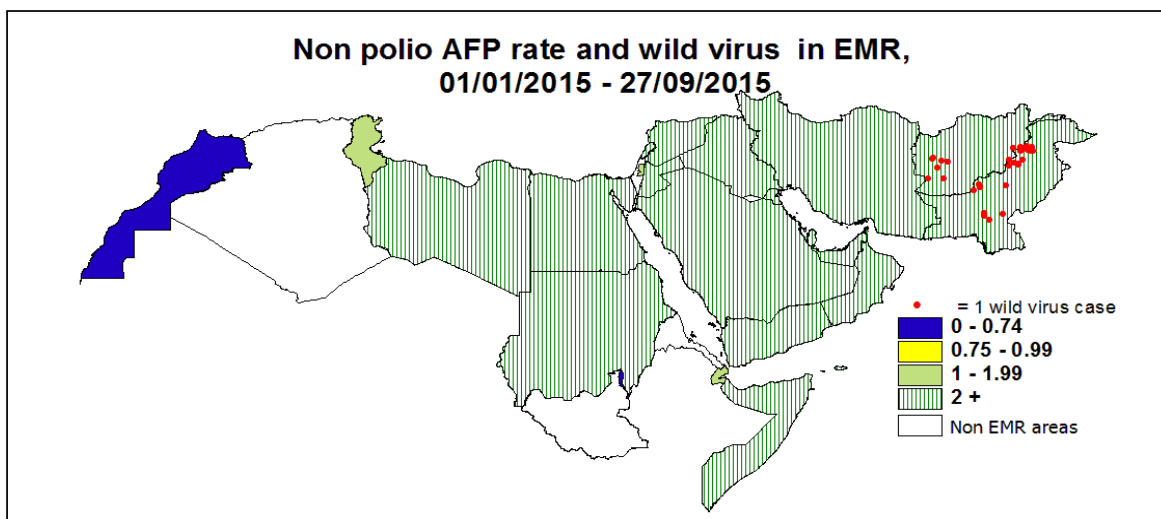 Non polio AFP rate and wild virus in EMR,
01/01/2015 - 27/09/2015
= 1 wild virus case
0 - 0.74
0.75 - 0.99
1 - 1.99
2 +
Non EMR areas